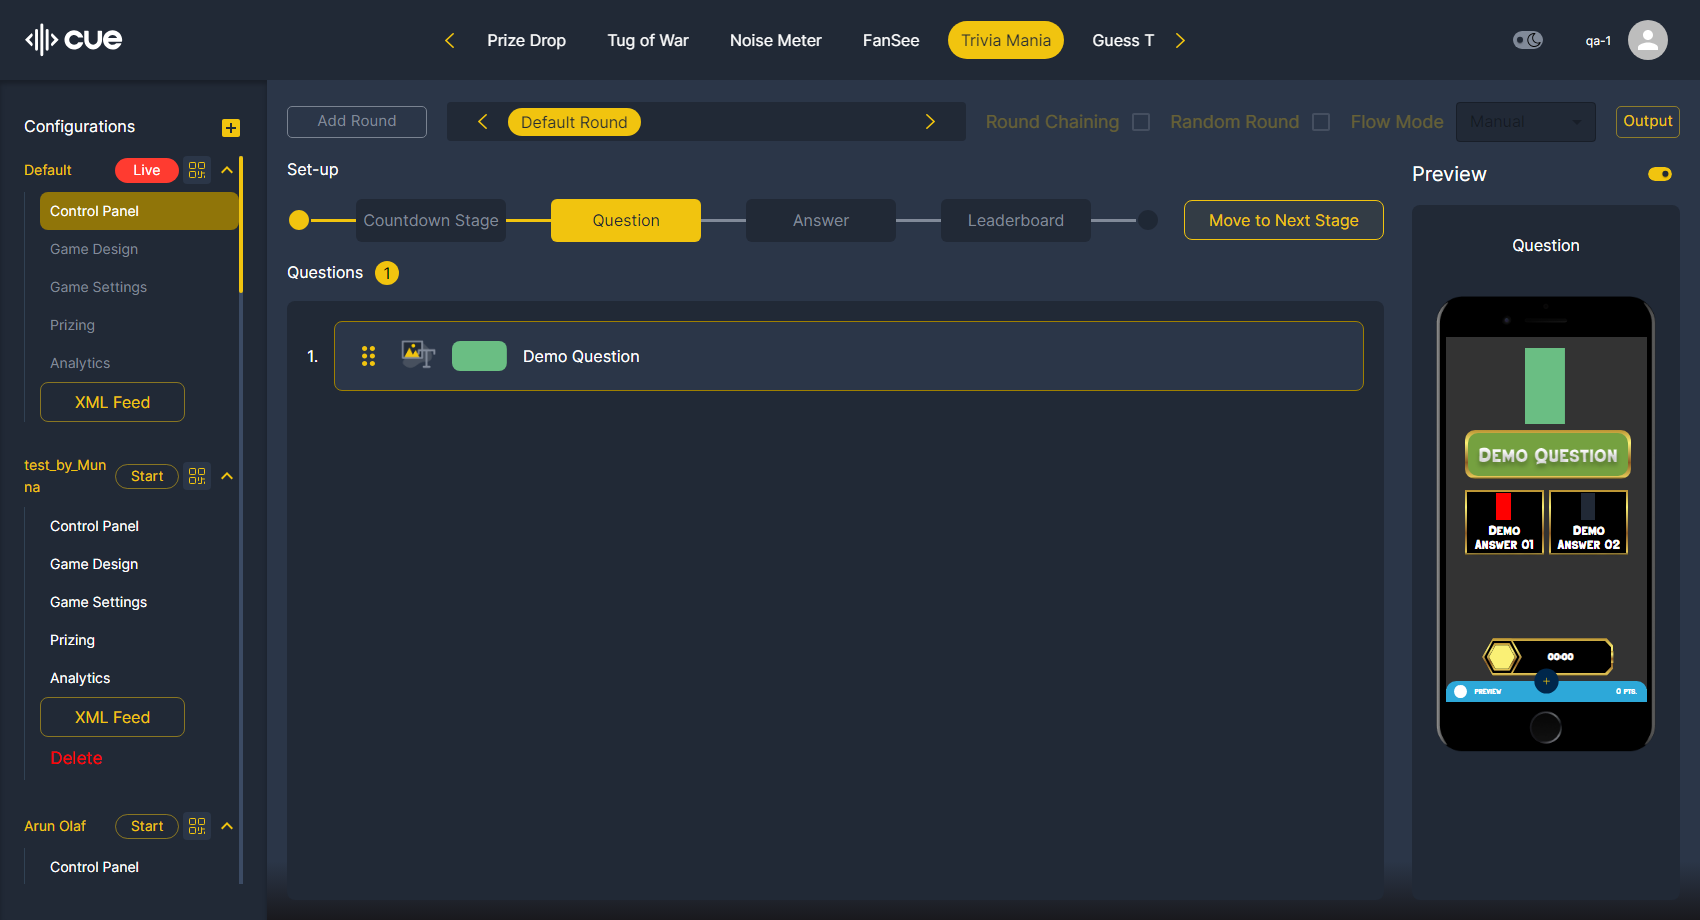 cue
Prize Drop
Tug of War
Noise Meter
FanSee
Trivia Mania
Guess T
qa-1
Configurations
Default
Live
Control Panel
Game Design
Game Settings
Prizing
Analytics
XML Feed
test_by_Mun
na
Start
Control Panel
Game Design
Game Settings
Prizing
Analytics
XML Feed
Delete
Arun Olaf
Start
Control Panel
Add Round
Default Round
Round Chaining
Random Round
Flow Mode
Manual
Output
Set-up
Countdown Stage
Question
Answer
Leaderboard
Move to Next Stage
Questions 1
1.
Demo Question
Preview
Question
Demo Question
Demo
Answer 01
Demo
Answer 02
00:00
PREVIEW
0 PTS.